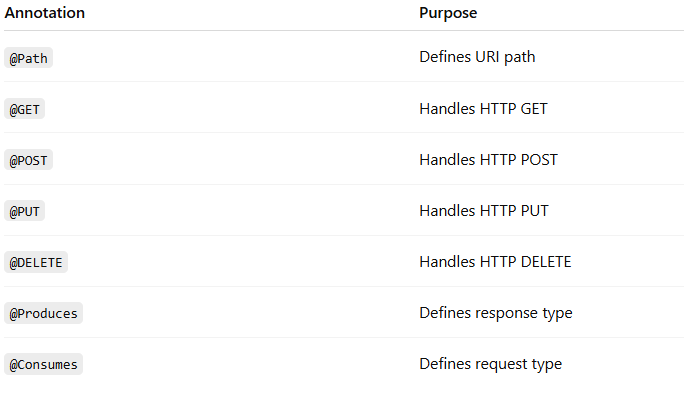 Annotation Purpose
@Path Defines URI path
@GET Handles HTTP GET
@POST Handles HTTP POST
@PUT Handles HTTP PUT
@DELETE Handles HTTP DELETE
@Produces Defines response type
@Consumes Defines request type